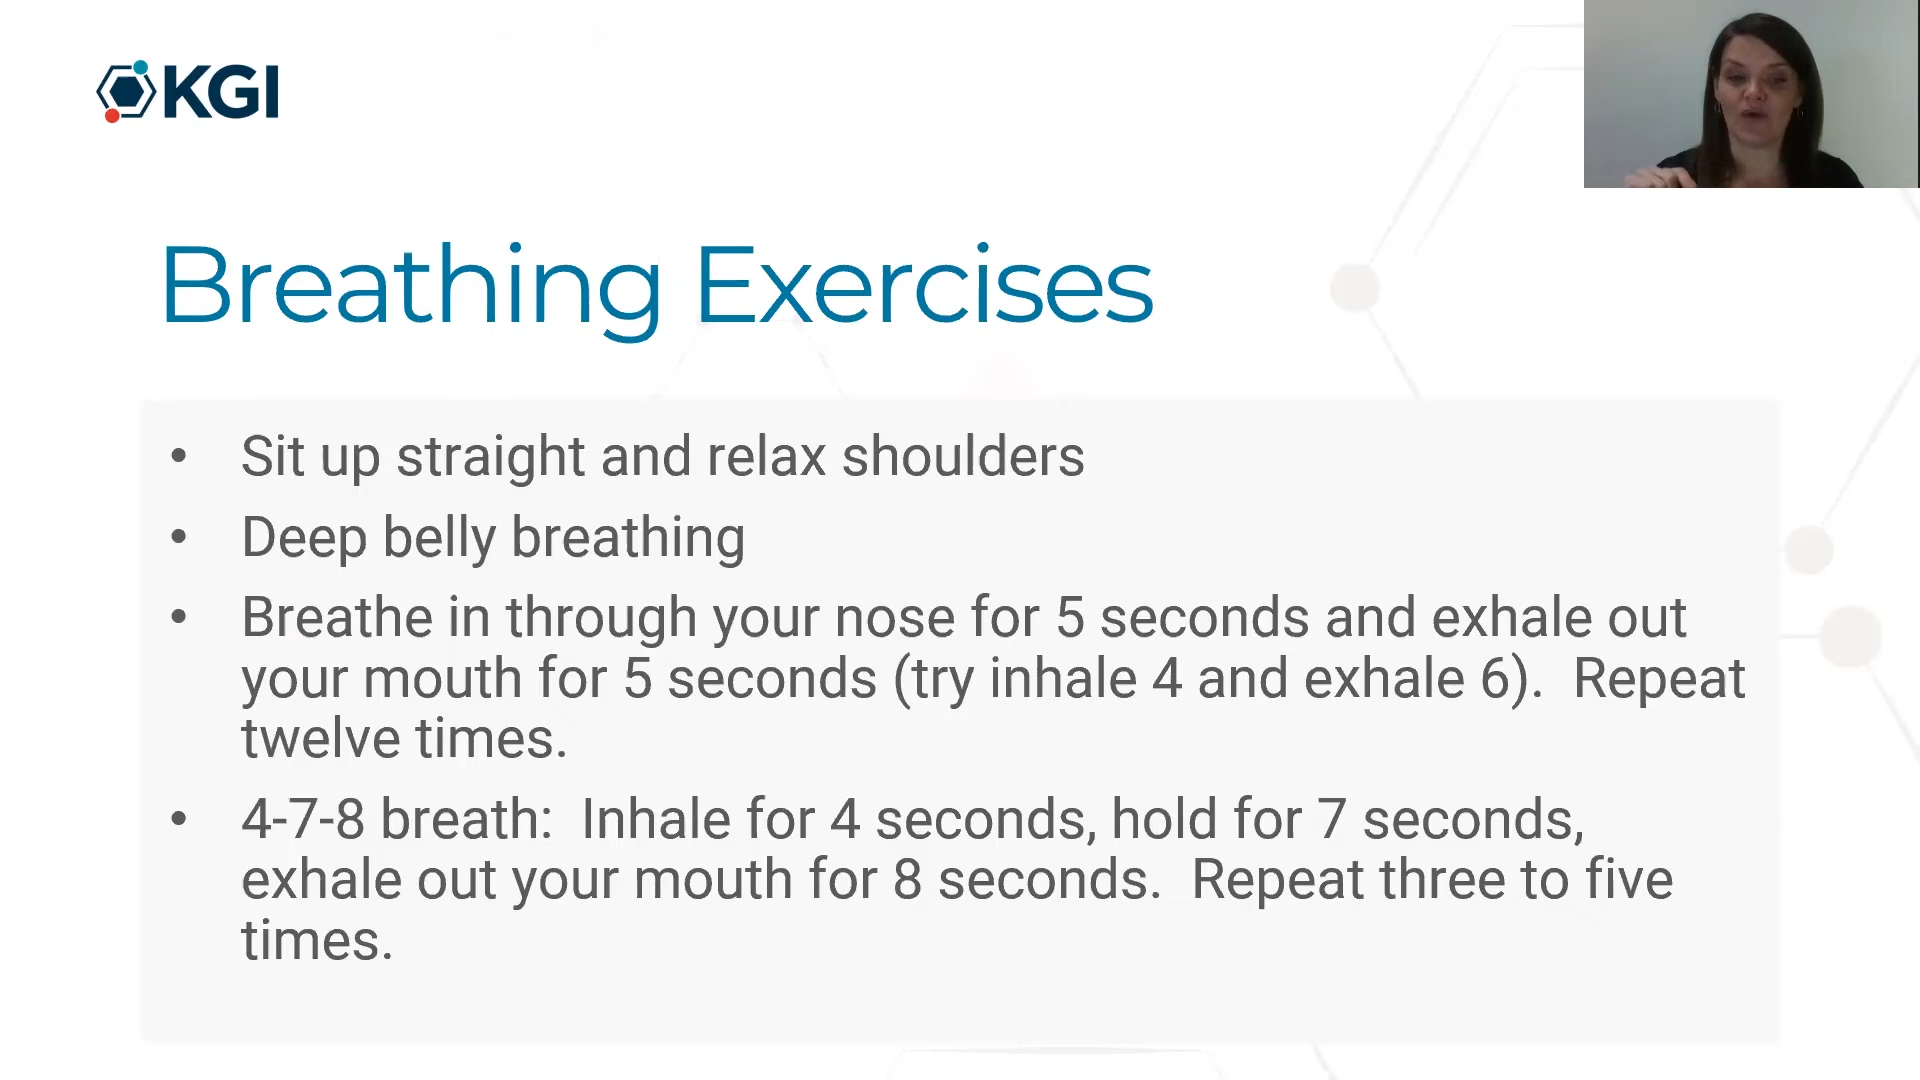 KGI
Breathing Exercises
• Sit up straight and relax shoulders
• Deep belly breathing
• Breathe in through your nose for 5 seconds and exhale out
your mouth for 5 seconds (try inhale 4 and exhale 6).  Repeat
twelve times.
• 4-7-8 breath:  Inhale for 4 seconds, hold for 7 seconds,
exhale out your mouth for 8 seconds.  Repeat three to five
times.